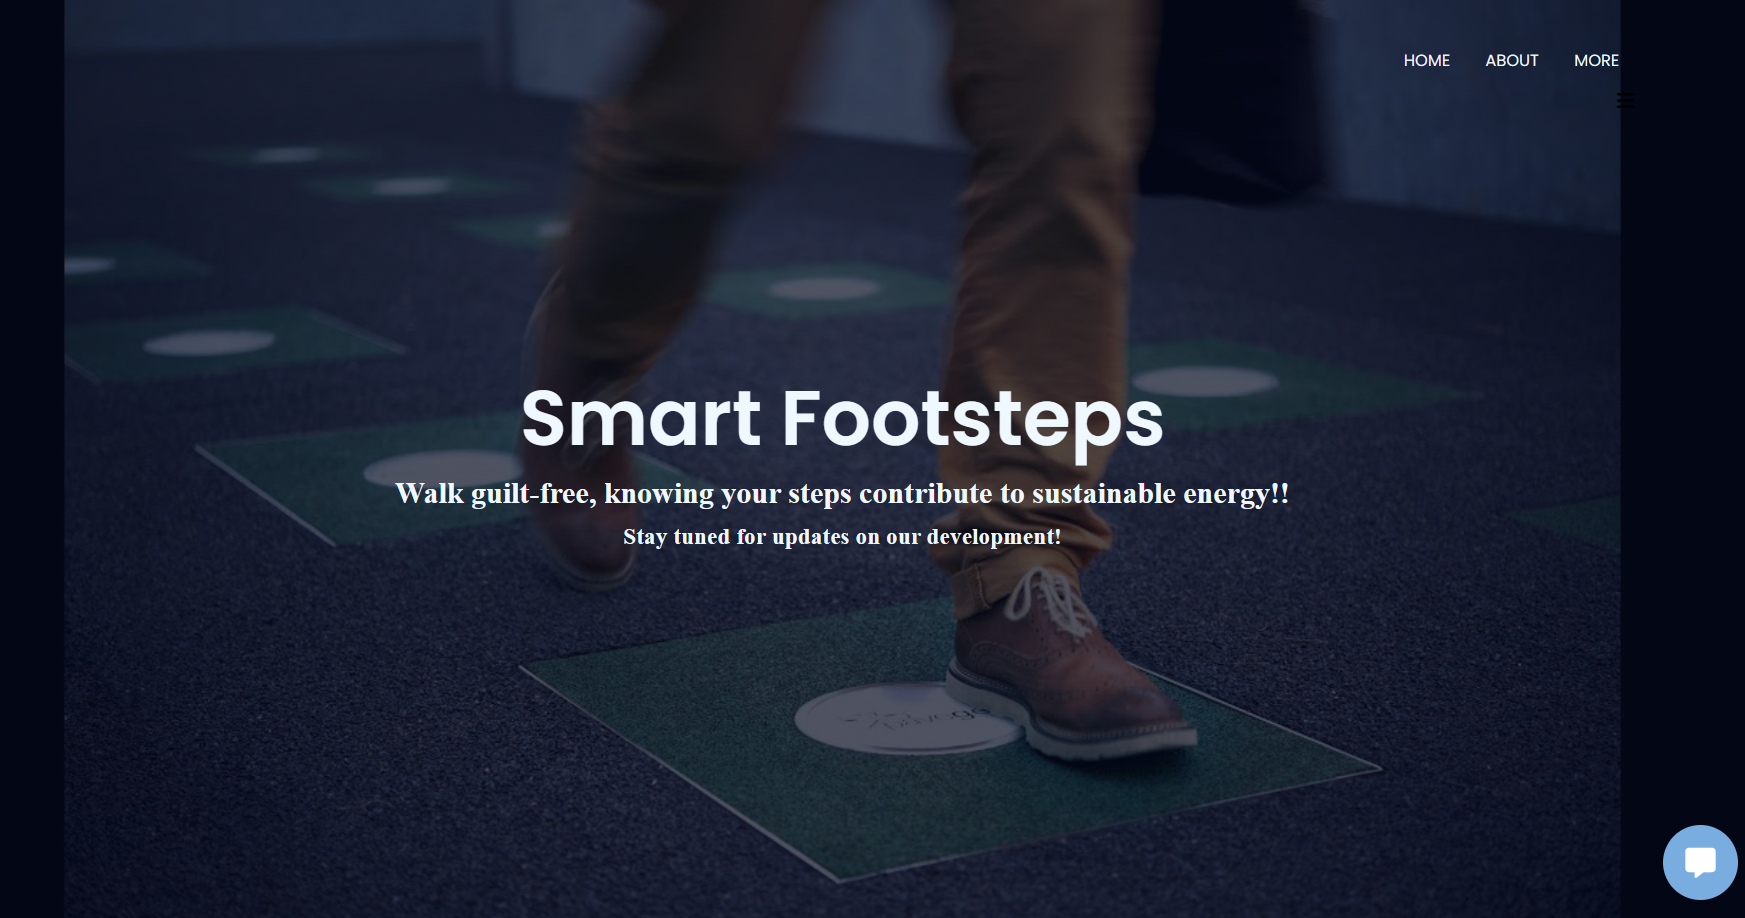 HOME ABOUT MORE
Smart Footsteps
Walk guilt-free, knowing your steps contribute to sustainable energy!!
Stay tuned for updates on our development!